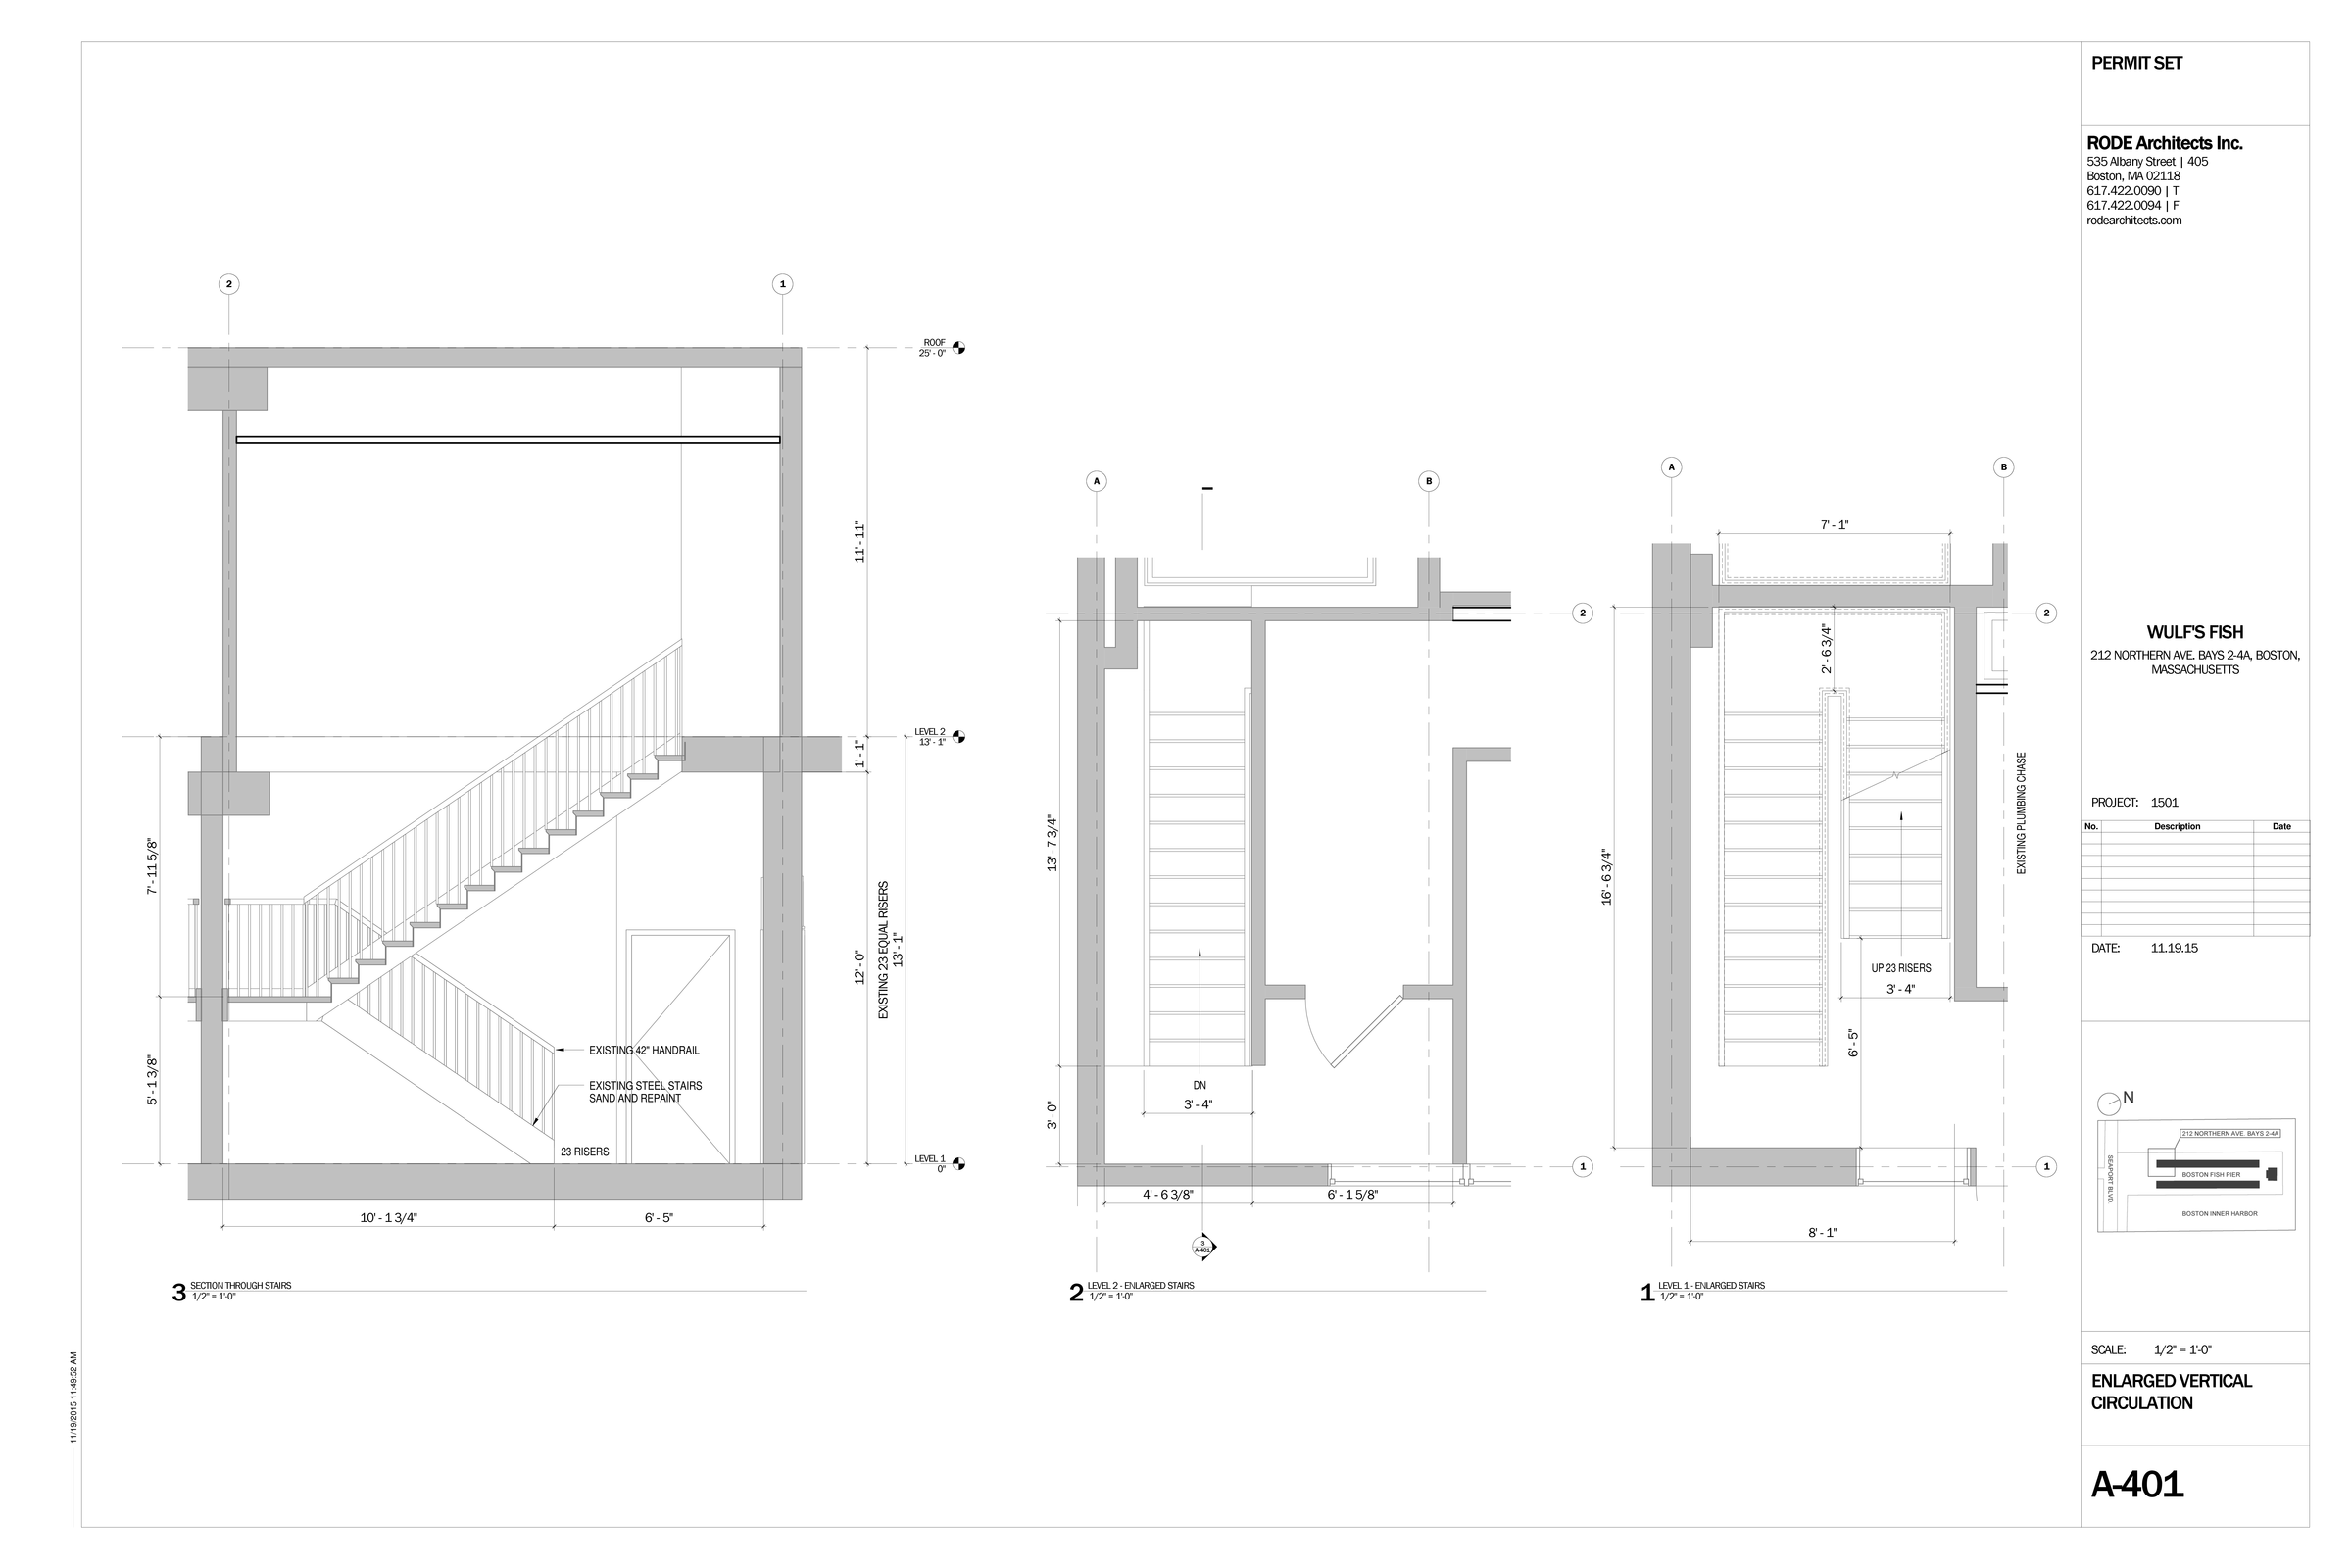 PERMIT SET
RODE Architects Inc.
535 Albany Street | 405
Boston, MA 02118
617.422.0090 | T
617.422.0094 | F
rodearchitects.com
WULF'S FISH
212 NORTHERN AVE. BAYS 2-4A, BOSTON,
MASSACHUSETTS
PROJECT: 1501
No. Description Date
DATE: 11.19.15
N
212 NORTHERN AVE. BAYS 2-4A
SEAPORT BLVD
BOSTON FISH PIER
BOSTON INNER HARBOR
SCALE: 1/2" = 1'-0"
ENLARGED VERTICAL
CIRCULATION
A-401
2
1
ROOF
25' - 0"
11' - 11"
LEVEL 2
13' - 1"
1' - 1"
7' - 11 5/8"
12' - 0"
EXISTING 23 EQUAL RISERS
13' - 1"
5' - 1 3/8"
EXISTING 42" HANDRAIL
EXISTING STEEL STAIRS
SAND AND REPAINT
23 RISERS
LEVEL 1
0"
10' - 1 3/4"
6' - 5"
3 SECTION THROUGH STAIRS
1/2" = 1'-0"
A
B
2
13' - 7 3/4"
DN
3' - 4"
3' - 0"
1
4' - 6 3/8"
6' - 1 5/8"
3
A-401
2 LEVEL 2 - ENLARGED STAIRS
1/2" = 1'-0"
A
B
7' - 1"
2
2' - 6 3/4"
EXISTING PLUMBING CHASE
16' - 6 3/4"
UP 23 RISERS
3' - 4"
6' - 5"
1
8' - 1"
1 LEVEL 1 - ENLARGED STAIRS
1/2" = 1'-0"
11/19/2015 11:49:52 AM